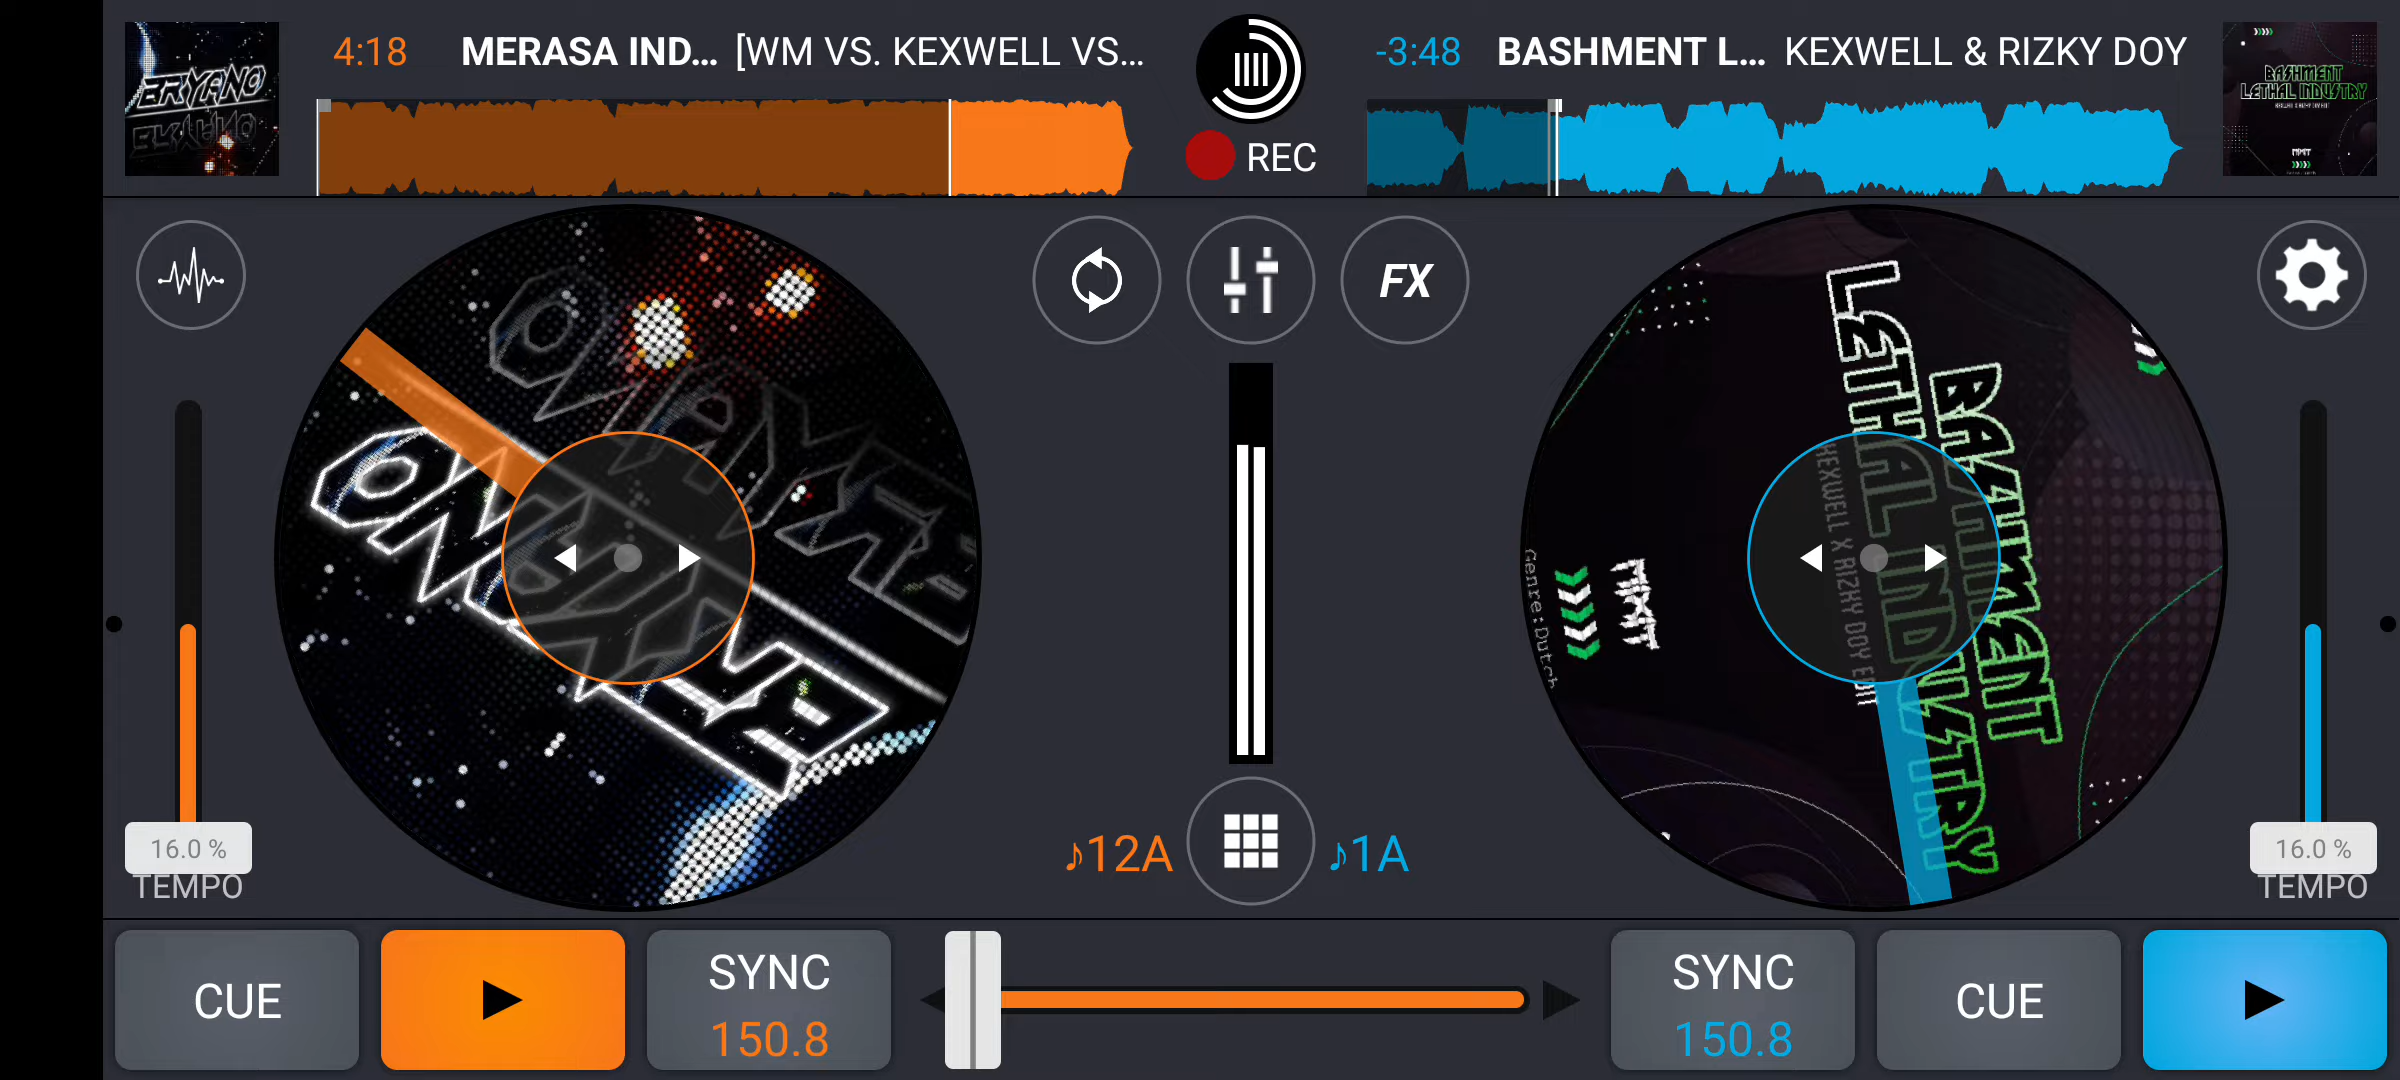 4:18 MERASA IND... [WM VS. KEXWELL VS...
-3:48 BASHMENT L... KEXWELL & RIZKY DOY
BRYANO
BASHMENT
LETHAL INDUSTRY
REC
FX
BRYANO
BASHMENT
LETHAL INDUSTRY
KEXWELL X RIZKY DOY EDIT
Genre:Dutch
16.0 %
TEMPO
♪12A
♪1A
16.0 %
TEMPO
CUE
SYNC
150.8
SYNC
150.8
CUE